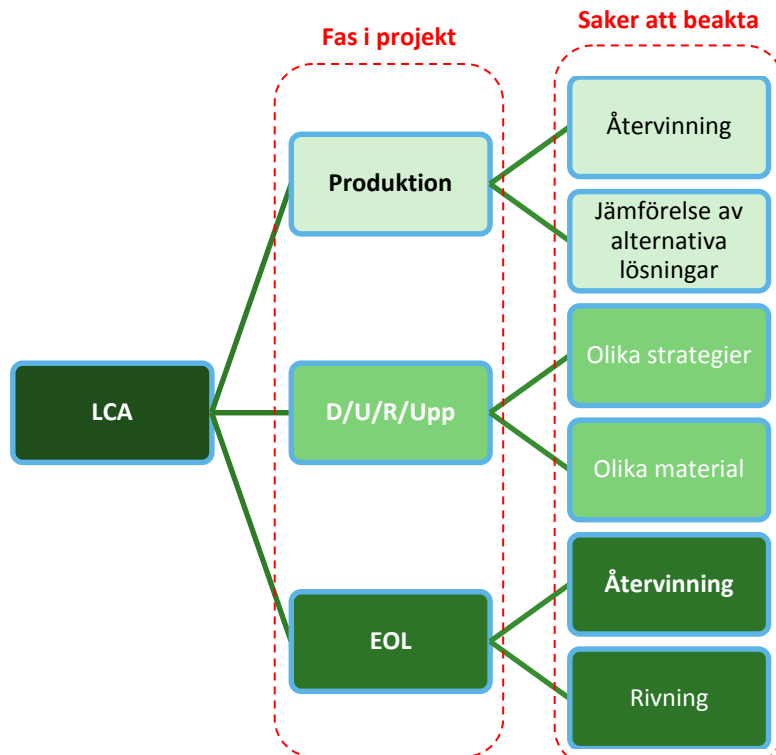 Fas i projekt
Saker att beakta
LCA
Produktion
Återvinning
Jämförelse av
alternativa
lösningar
D/U/R/Upp
Olika strategier
Olika material
EOL
Återvinning
Rivning